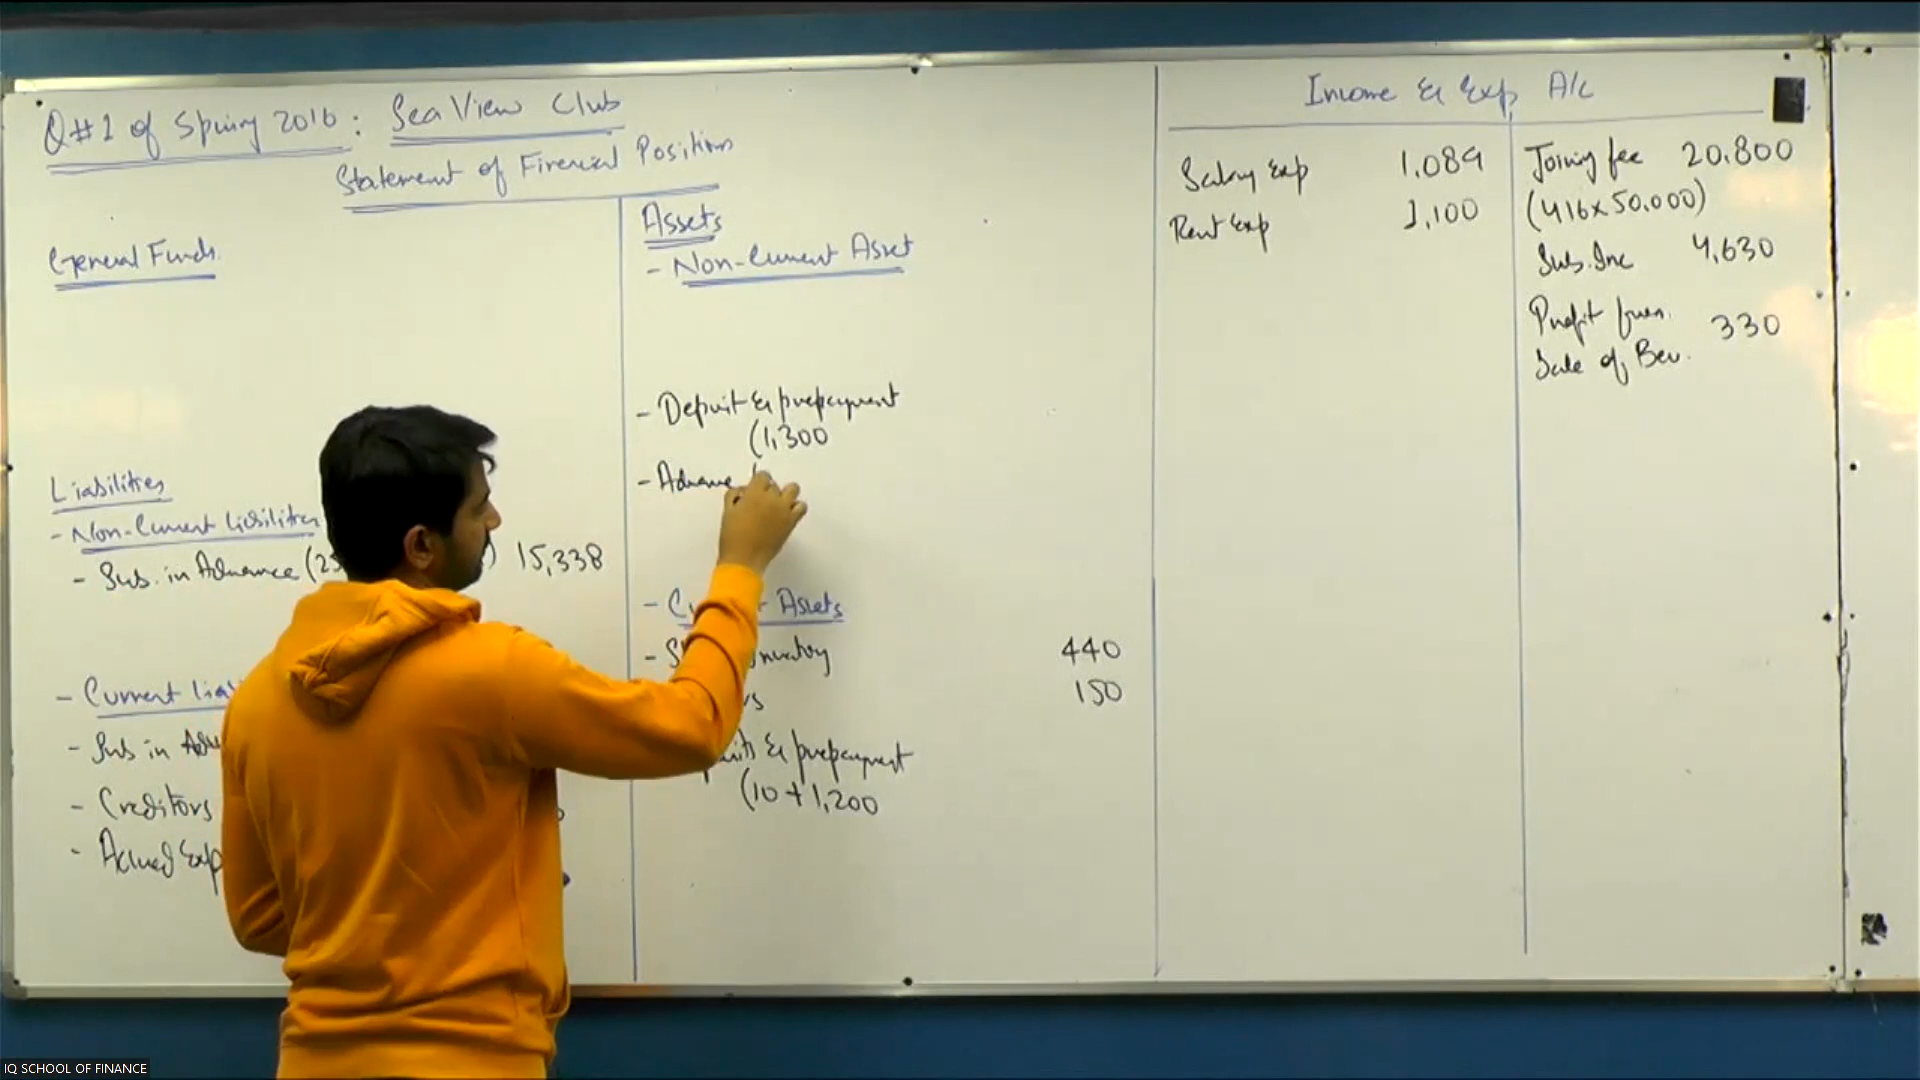 Q#1 of Spring 2016: Sea View Club
Statement of Financial Position
General Funds
Liabilities
- Non-Current liabilities
- Sub. in Advance (25 ) 15,338
- Current lia
- Sub in Adv
- Creditors
- Accrued Exp
Assets
- Non-Current Asset
- Deposit & prepayment
(1,300
- Advance
- C Assets
- S 440
150
& prepayment
(10 + 1,200
Income & Exp A/c
Salary Exp 1,089
Rent Exp 1,100
Joining fee 20,800
(416x50,000)
Sub. Inc 4,630
Profit from
Sale of Bev. 330
IQ SCHOOL OF FINANCE